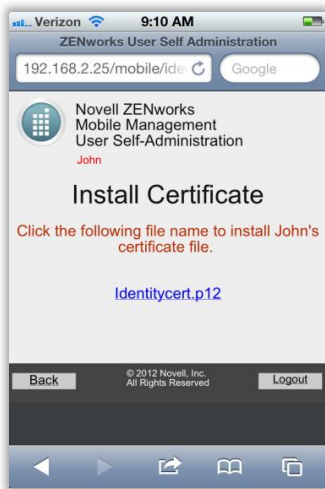 Verizon 9:10 AM
ZENworks User Self Administration
192.168.2.25/mobile/ide Google
Novell ZENworks
Mobile Management
User Self-Administration
John
Install Certificate
Click the following file name to install John's
certificate file.
Identitycert.p12
Back © 2012 Novell, Inc. Logout
All Rights Reserved